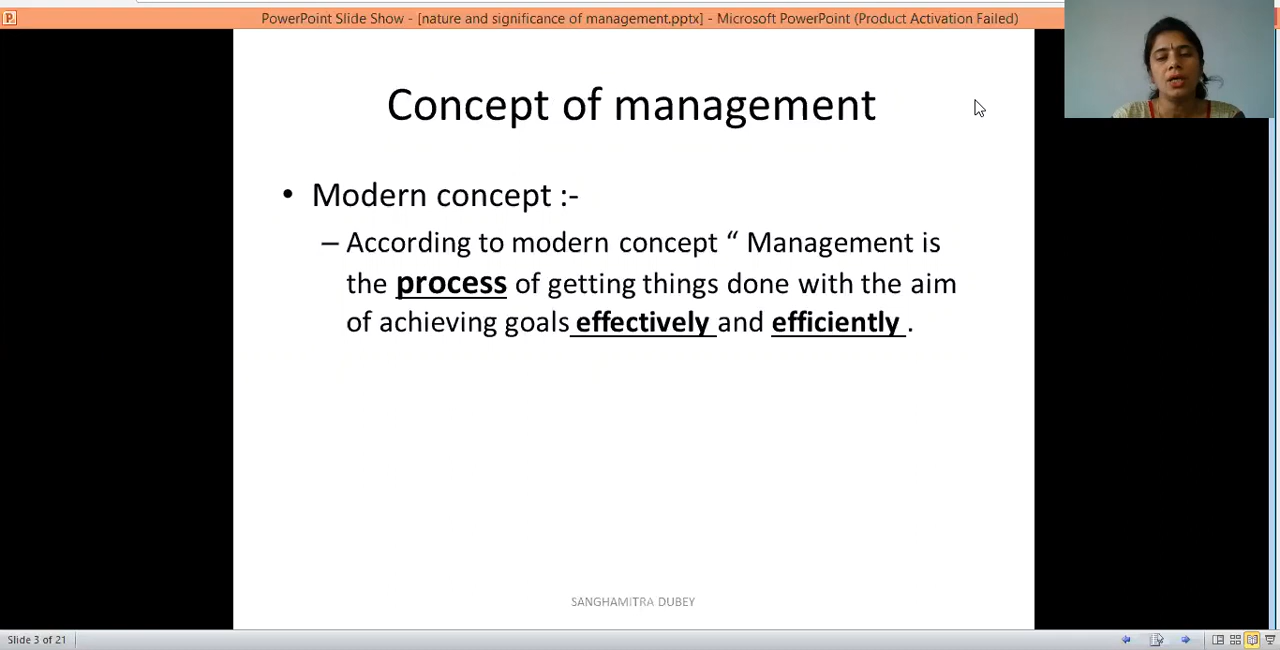 PowerPoint Slide Show - [nature and significance of management.pptx] - Microsoft PowerPoint (Product Activation Failed)
Concept of management
• Modern concept :-
– According to modern concept “ Management is
the process of getting things done with the aim
of achieving goals effectively and efficiently .
SANGHAMITRA DUBEY
Slide 3 of 21